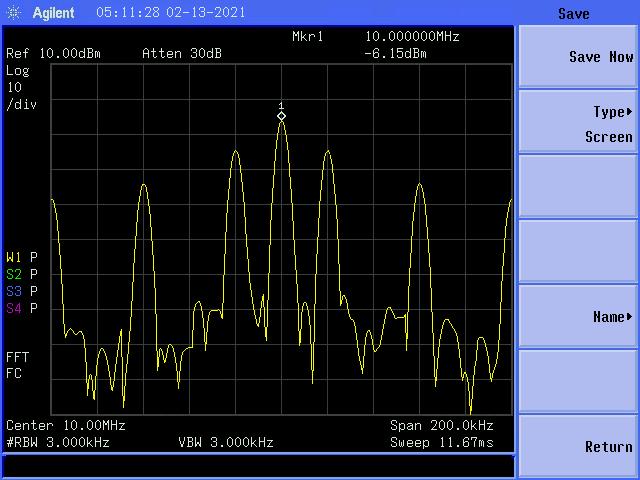 Agilent 05:11:28 02-13-2021 Save
Mkr1 10.000000MHz
Ref 10.00dBm Atten 30dB -6.15dBm
Save Now
Log
10
/div
1
Type
Screen
W1 P
S2 P
S3 P
S4 P
Name
FFT
FC
Center 10.00MHz Span 200.0kHz
#RBW 3.000kHz VBW 3.000kHz Sweep 11.67ms
Return